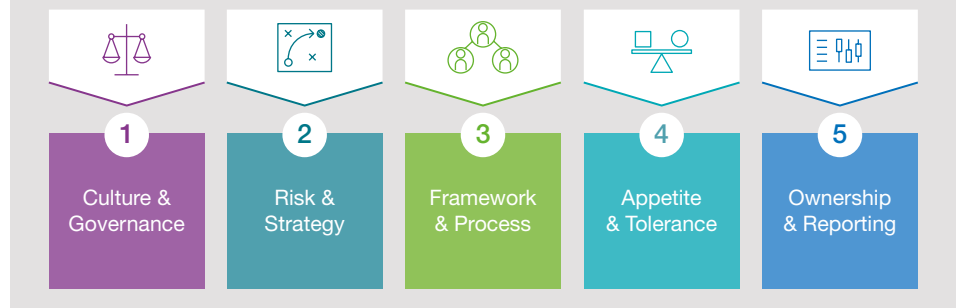 1
Culture &
Governance
2
Risk &
Strategy
3
Framework
& Process
4
Appetite
& Tolerance
5
Ownership
& Reporting